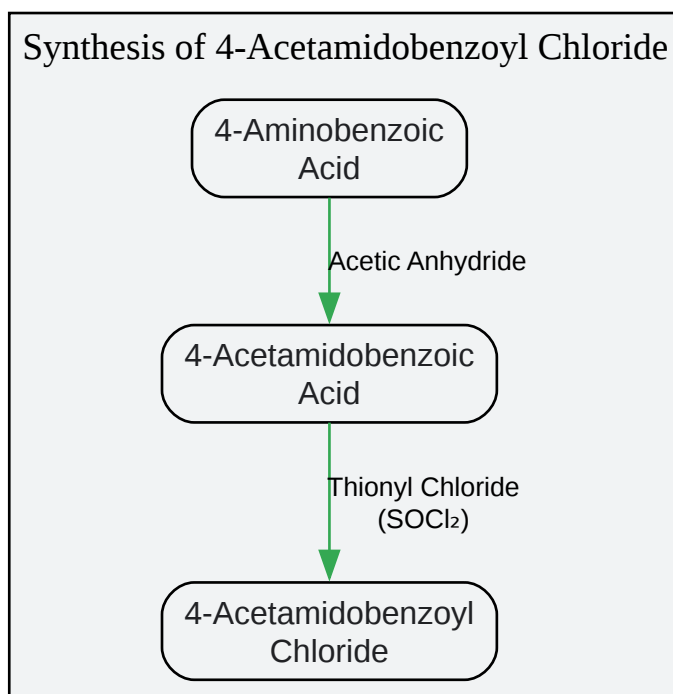 Synthesis of 4-Acetamidobenzoyl Chloride
4-Aminobenzoic
Acid
Acetic Anhydride
4-Acetamidobenzoic
Acid
Thionyl Chloride
(SOCl₂)
4-Acetamidobenzoyl
Chloride